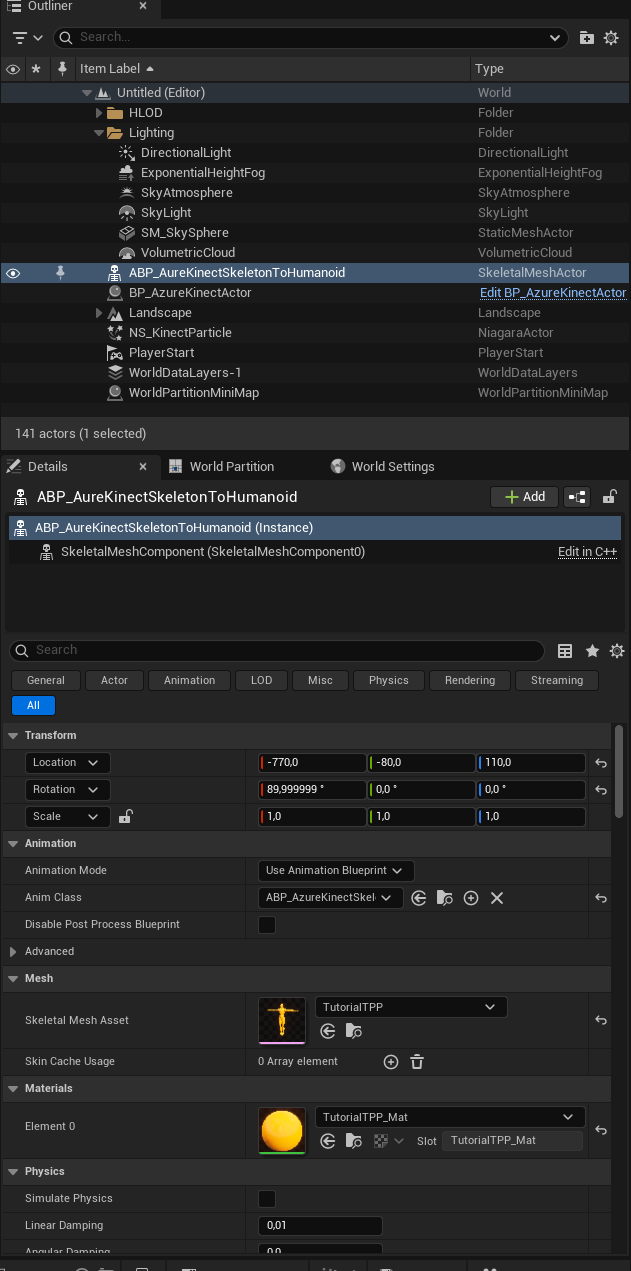 Outliner
Search...
Item Label Type
Untitled (Editor) World
HLOD Folder
Lighting Folder
DirectionalLight DirectionalLight
ExponentialHeightFog ExponentialHeightFog
SkyAtmosphere SkyAtmosphere
SkyLight SkyLight
SM_SkySphere StaticMeshActor
VolumetricCloud VolumetricCloud
ABP_AureKinectSkeletonToHumanoid SkeletalMeshActor
BP_AzureKinectActor Edit BP_AzureKinectActor
Landscape Landscape
NS_KinectParticle NiagaraActor
PlayerStart PlayerStart
WorldDataLayers-1 WorldDataLayers
WorldPartitionMiniMap WorldPartitionMiniMap
141 actors (1 selected)
Details World Partition World Settings
ABP_AureKinectSkeletonToHumanoid Add
ABP_AureKinectSkeletonToHumanoid (Instance)
SkeletalMeshComponent (SkeletalMeshComponent0) Edit in C++
Search
General Actor Animation LOD Misc Physics Rendering Streaming
All
Transform
Location -770,0 -80,0 110,0
Rotation 89,999999 ° 0,0 ° 0,0 °
Scale 1,0 1,0 1,0
Animation
Animation Mode Use Animation Blueprint
Anim Class ABP_AzureKinectSkel
Disable Post Process Blueprint
Advanced
Mesh
Skeletal Mesh Asset TutorialTPP
Skin Cache Usage 0 Array element
Materials
Element 0 TutorialTPP_Mat
Slot TutorialTPP_Mat
Physics
Simulate Physics
Linear Damping 0,01
Angular Damping 0,0